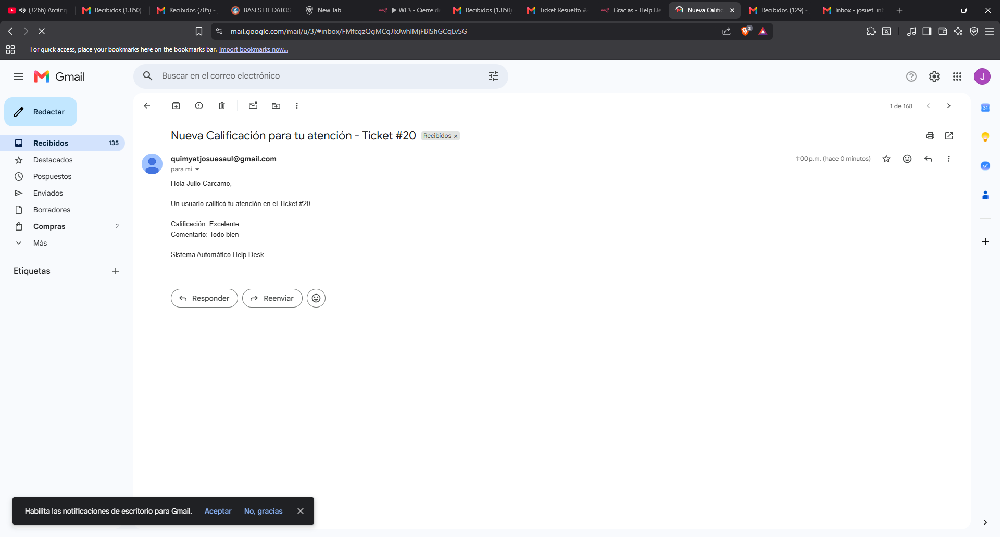 (3266) Arcáng
Recibidos (1.850)
Recibidos (705) -
BASES DE DATOS
New Tab
WF3 - Cierre de
Recibidos (1.850)
Ticket Resuelto #
Gracias - Help De
Nueva Calific
Recibidos (129) -
Inbox - josuetilin
mail.google.com/mail/u/3/#inbox/FMfcgzQgMCgJlxJwhlMjFBlShGCqLvSG
2
For quick access, place your bookmarks here on the bookmarks bar. Import bookmarks now...
Gmail
Buscar en el correo electrónico
J
Redactar
1 de 168
31
Nueva Calificación para tu atención - Ticket #20 Recibidos ×
Recibidos 135
Destacados
Pospuestos
Enviados
Borradores
Compras 2
Más
Etiquetas
quimyatjosuesaul@gmail.com
1:00 p.m. (hace 0 minutos)
para mí
Hola Julio Carcamo,
Un usuario calificó tu atención en el Ticket #20.
Calificación: Excelente
Comentario: Todo bien
Sistema Automático Help Desk.
Responder
Reenviar
Habilita las notificaciones de escritorio para Gmail. Aceptar No, gracias